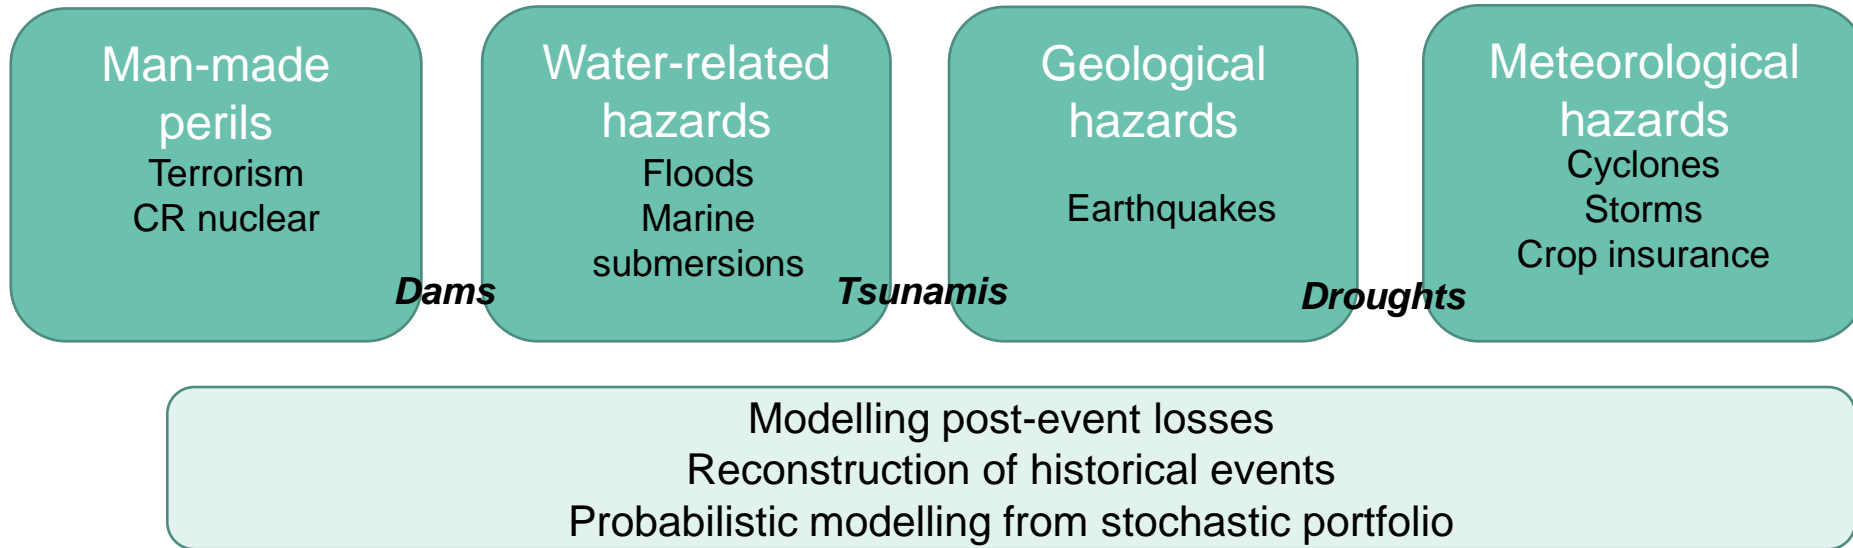 Man-made
perils
Terrorism
CR nuclear
Dams
Water-related
hazards
Floods
Marine
submersions
Tsunamis
Geological
hazards
Earthquakes
Droughts
Meteorological
hazards
Cyclones
Storms
Crop insurance
Modelling post-event losses
Reconstruction of historical events
Probabilistic modelling from stochastic portfolio